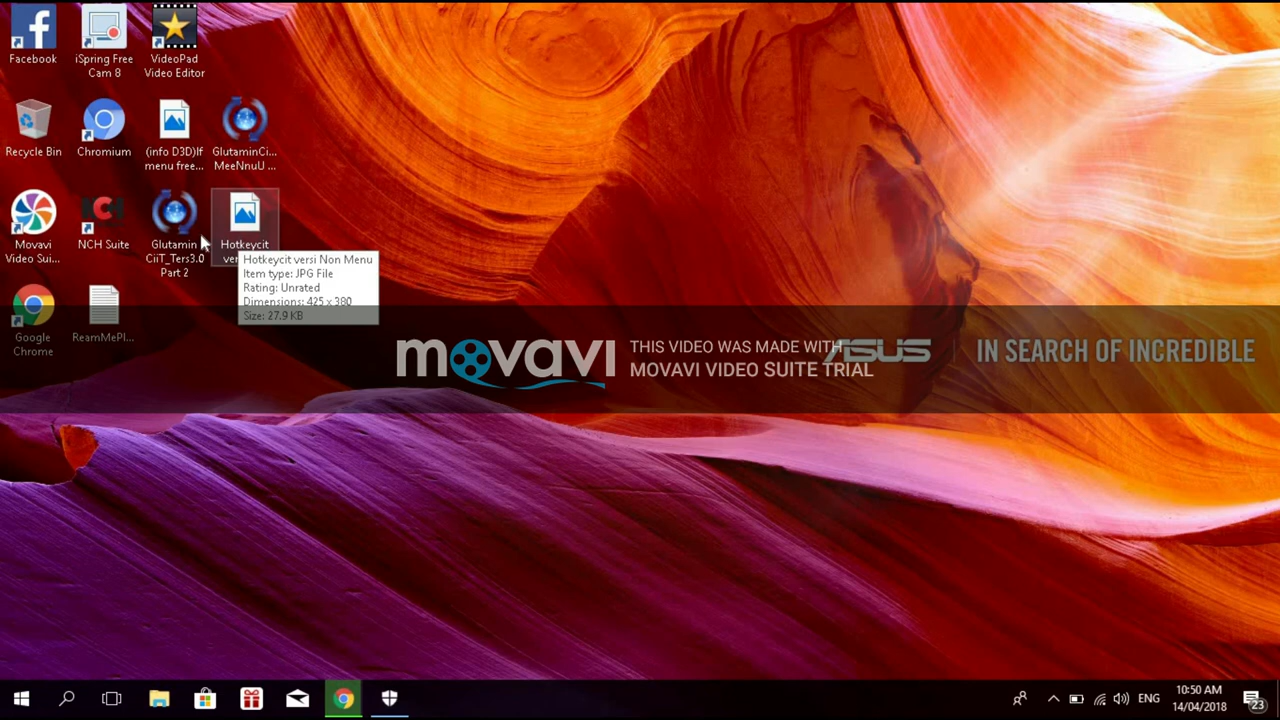 Facebook
iSpring Free
Cam 8
VideoPad
Video Editor
Recycle Bin
Chromium
(info D3D)If
menu free...
GlutaminCi...
MeeNnuU ...
Movavi
Video Sui...
NCH Suite
Glutamin
CiiT_Ters3.0
Part 2
Hotkeycit
Hotkeycit versi Non Menu
Item type: JPG File
Rating: Unrated
Dimensions: 425 x 380
Size: 27.9 KB
Google
Chrome
ReamMePl...
movavi
THIS VIDEO WAS MADE WITH
MOVAVI VIDEO SUITE TRIAL
ASUS
IN SEARCH OF INCREDIBLE
ENG
10:50 AM
14/04/2018
23